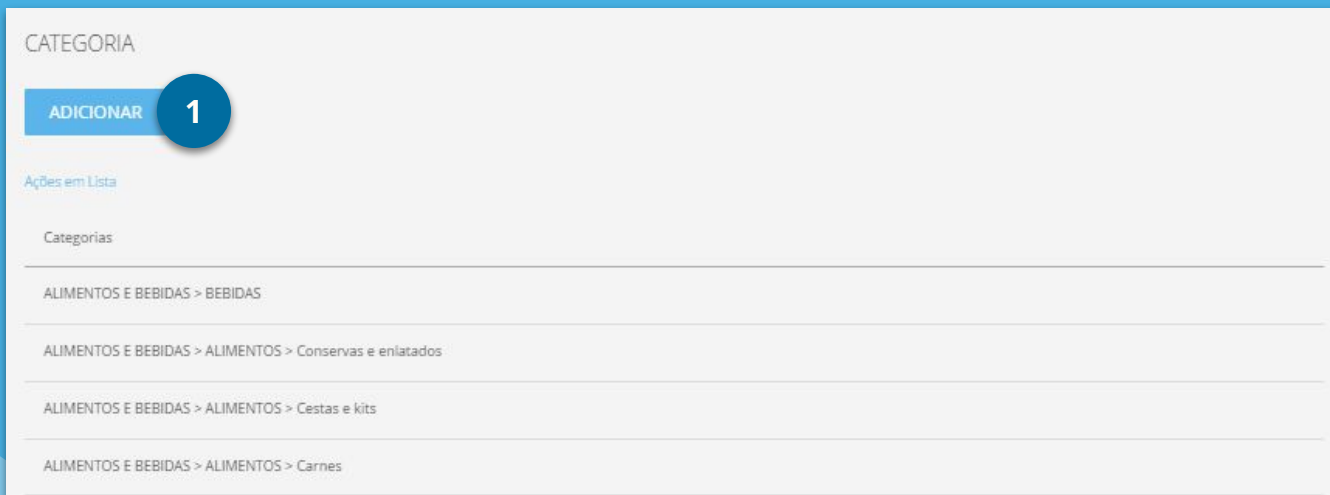 CATEGORIA
ADICIONAR 1
Ações em Lista
Categorias
ALIMENTOS E BEBIDAS > BEBIDAS
ALIMENTOS E BEBIDAS > ALIMENTOS > Conservas e enlatados
ALIMENTOS E BEBIDAS > ALIMENTOS > Cestas e kits
ALIMENTOS E BEBIDAS > ALIMENTOS > Carnes